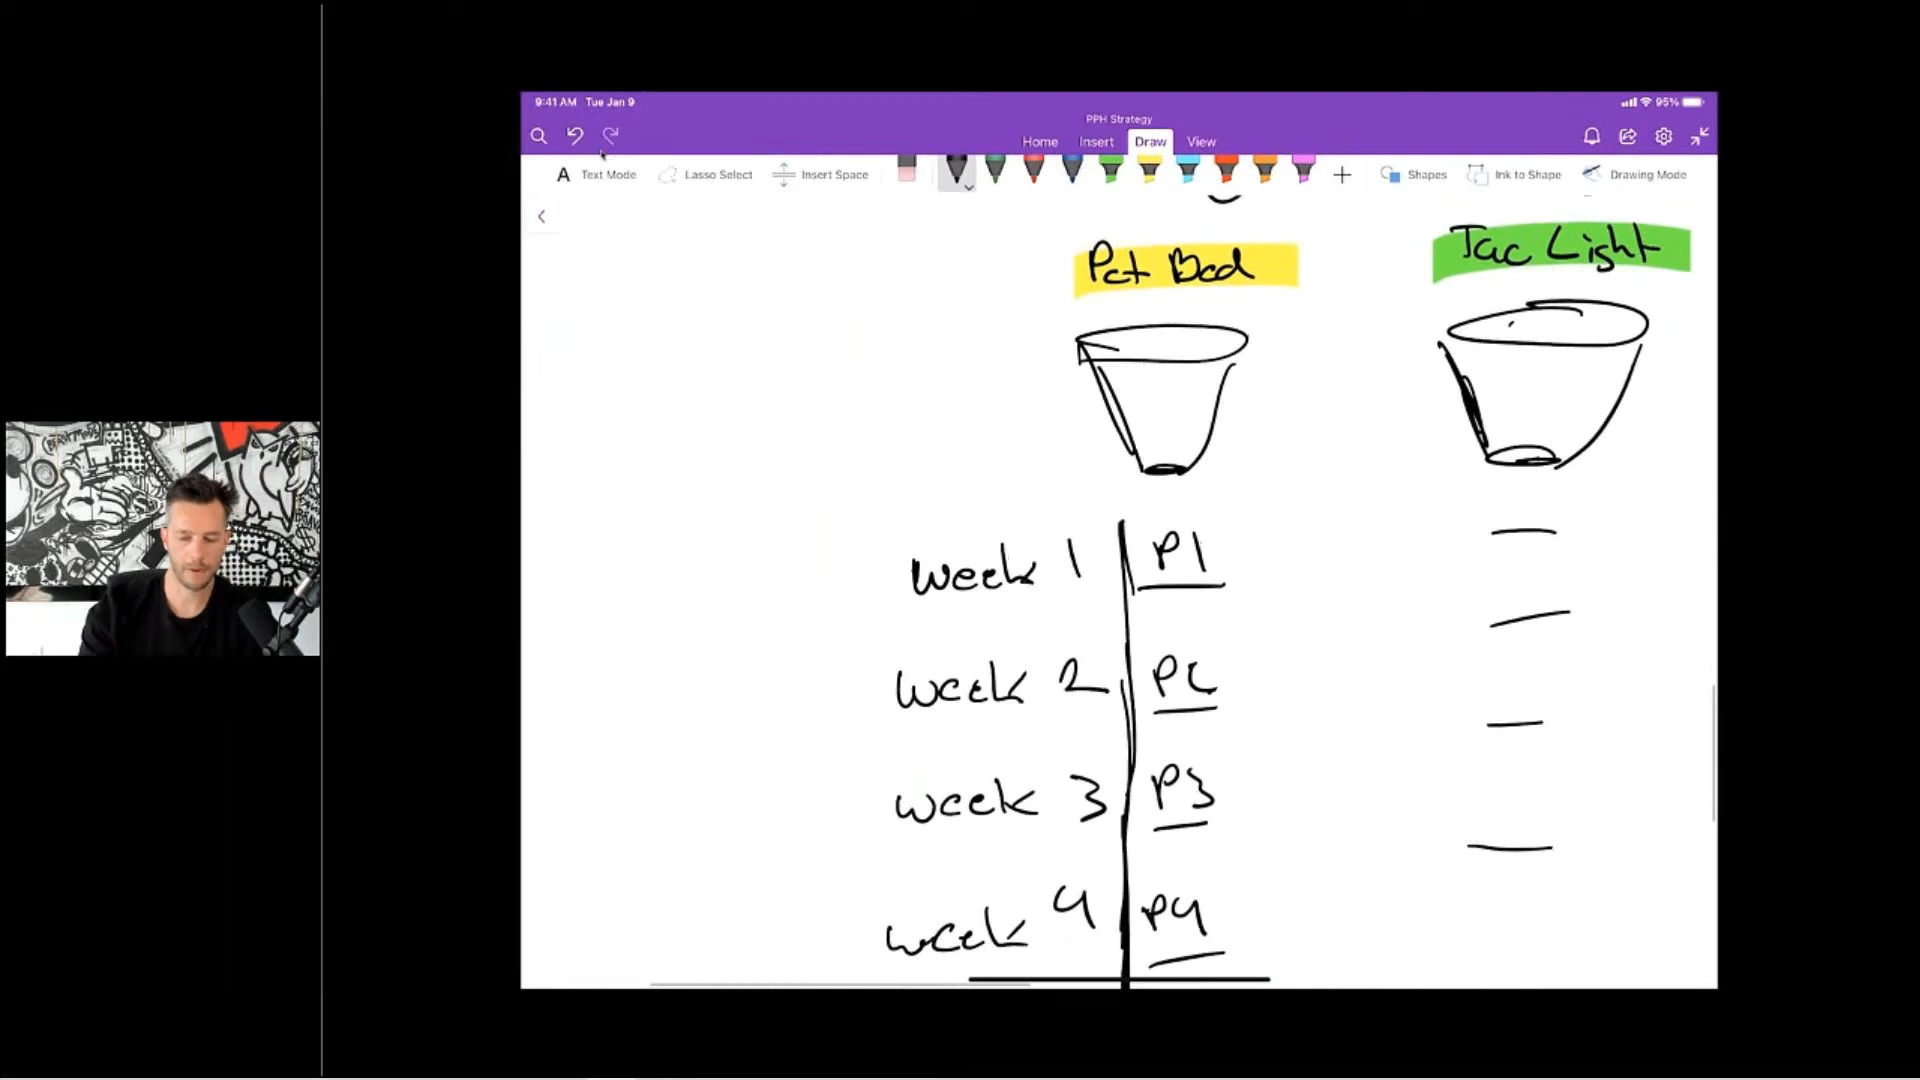 9:41 AM Tue Jan 9
95%
PPH Strategy
Home Insert Draw View
A Text Mode Lasso Select Insert Space Shapes Ink to Shape Drawing Mode
Pet Bed
Tac Light
week 1 P1
week 2 P2
week 3 P3
week 4 P4